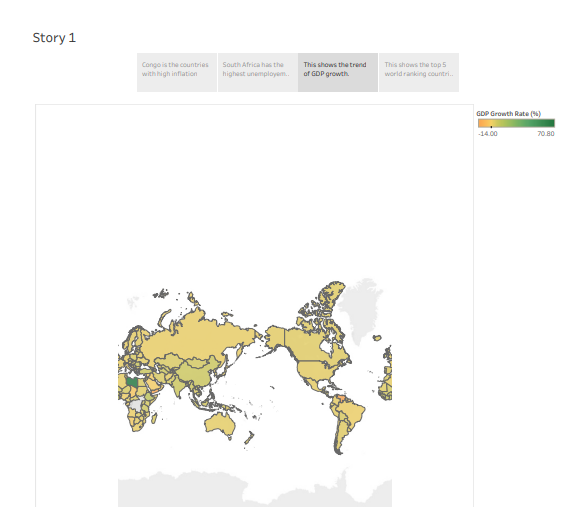 Story 1
Congo is the countries
with high inflation
South Africa has the
highest unemployem..
This shows the trend
of GDP growth.
This shows the top 5
world ranking countri..
GDP Growth Rate (%)
-14.00
70.80